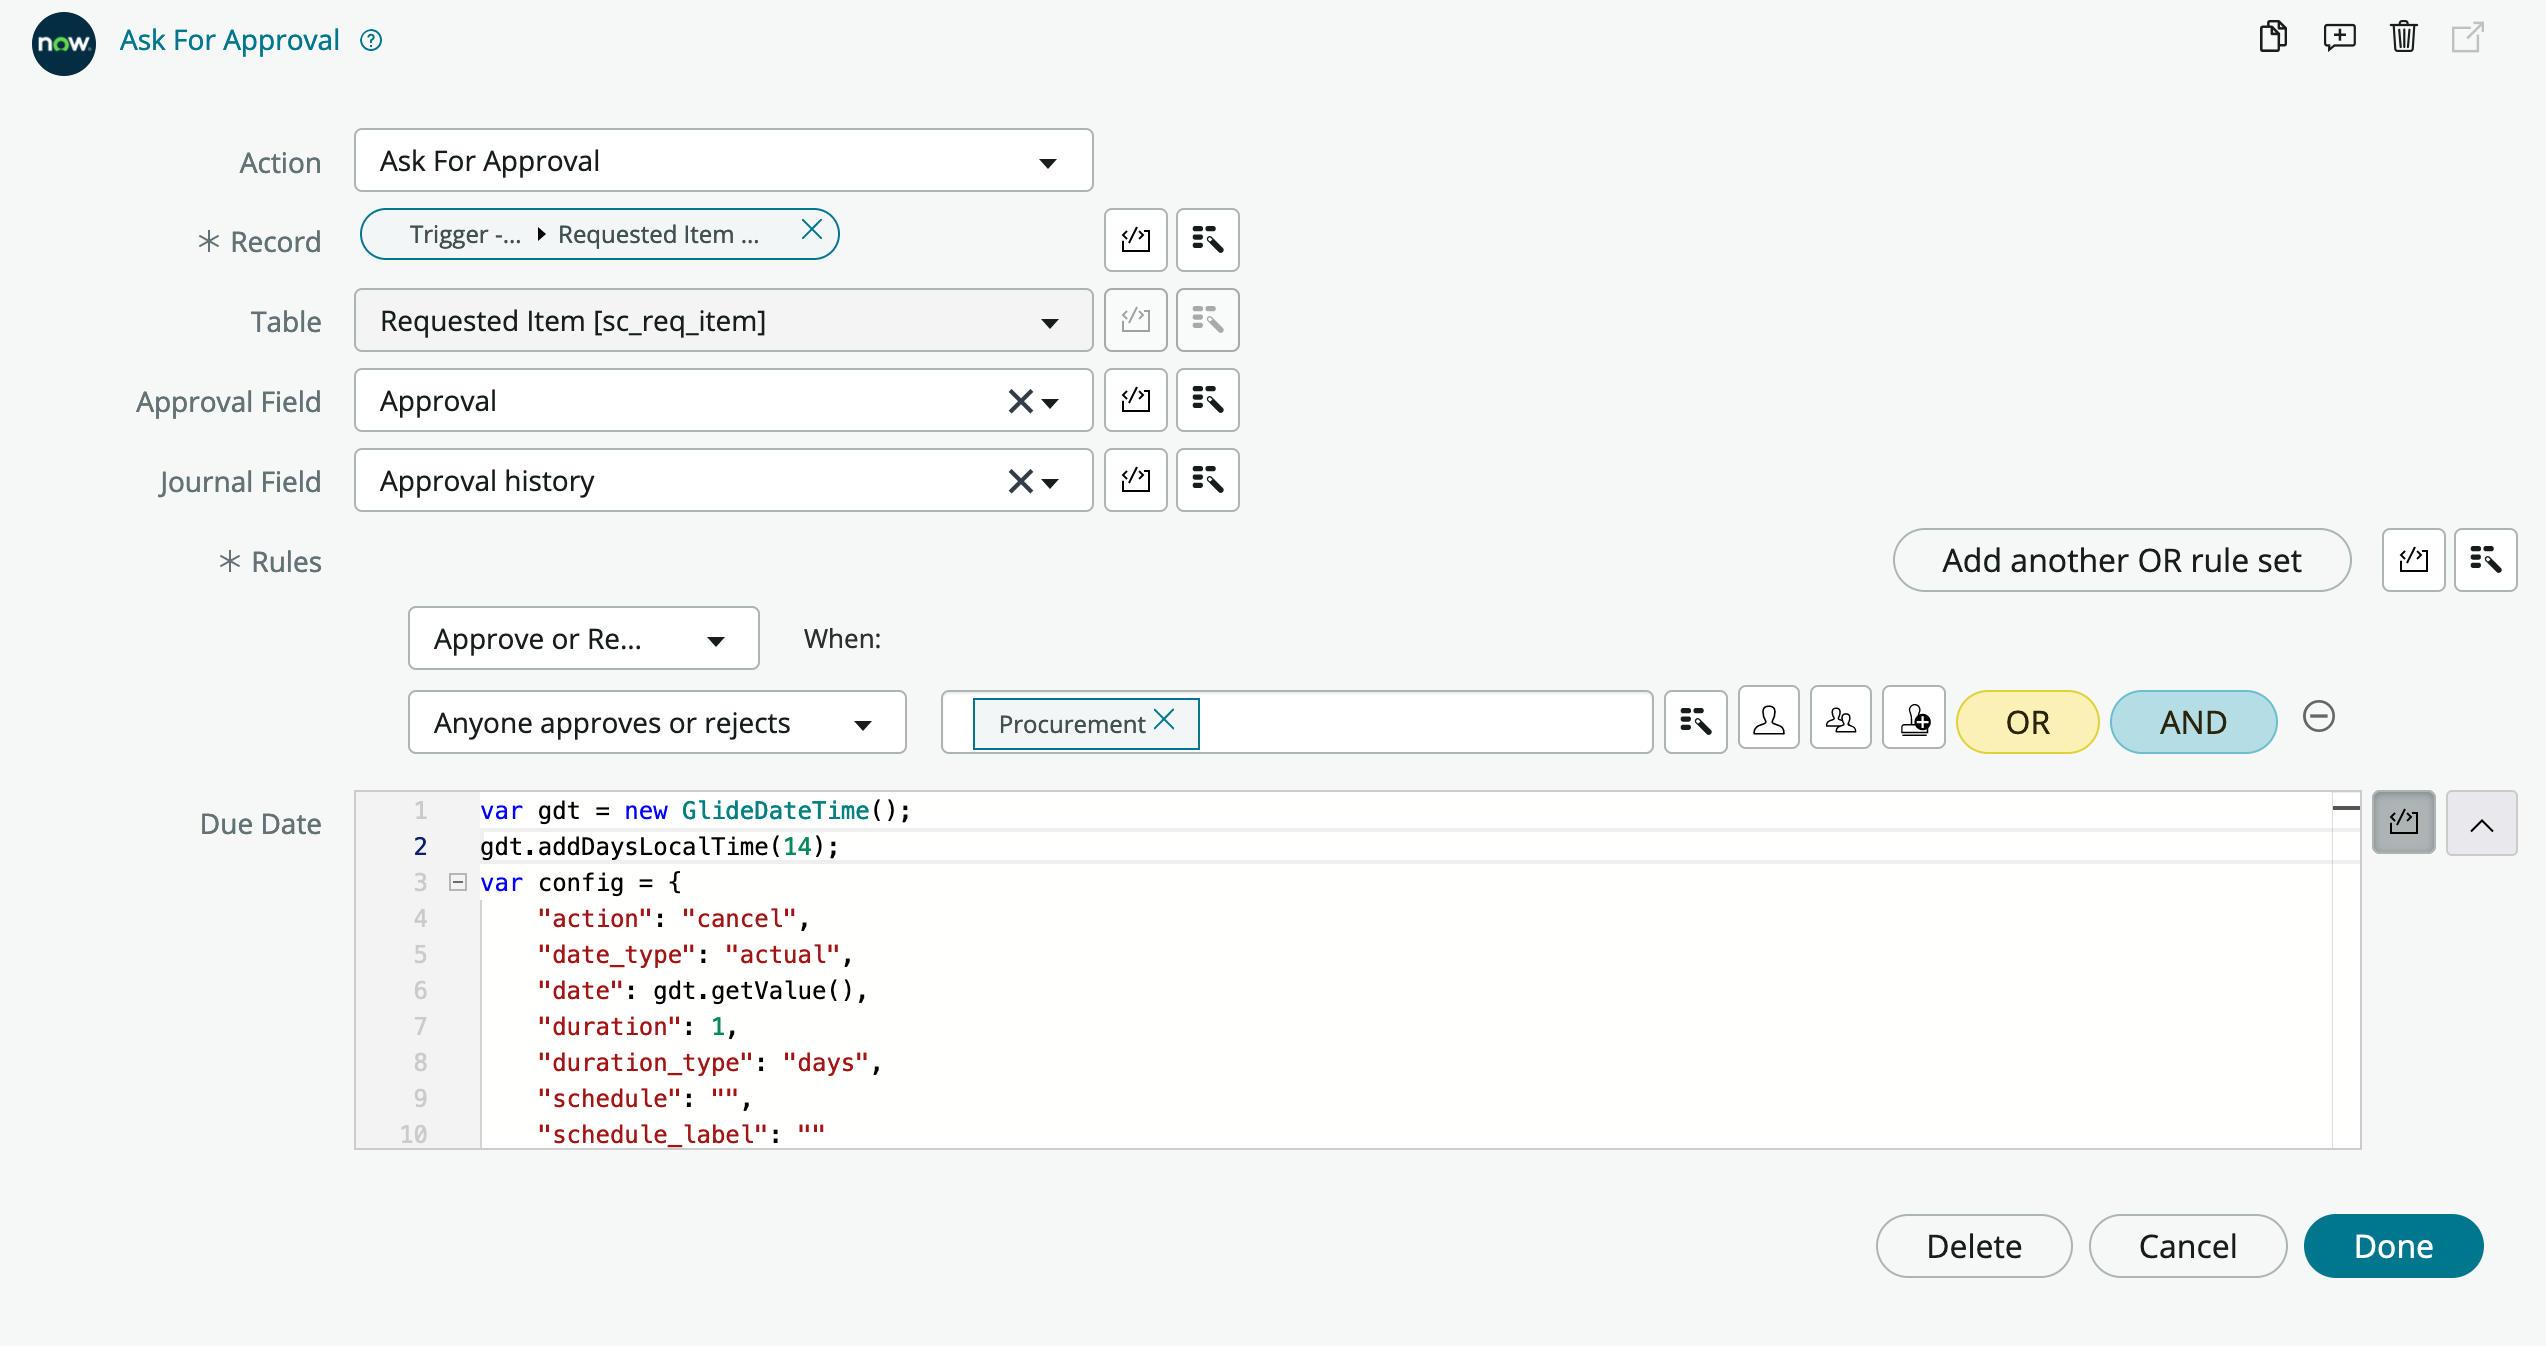 now.
Ask For Approval
Action
Ask For Approval
* Record
Trigger -... Requested Item ...
Table
Requested Item [sc_req_item]
Approval Field
Approval
Journal Field
Approval history
* Rules
Add another OR rule set
Approve or Re...
When:
Anyone approves or rejects
Procurement
OR
AND
Due Date
1 var gdt = new GlideDateTime();
2 gdt.addDaysLocalTime(14);
3 var config = {
4 "action": "cancel",
5 "date_type": "actual",
6 "date": gdt.getValue(),
7 "duration": 1,
8 "duration_type": "days",
9 "schedule": "",
10 "schedule_label": ""
Delete
Cancel
Done